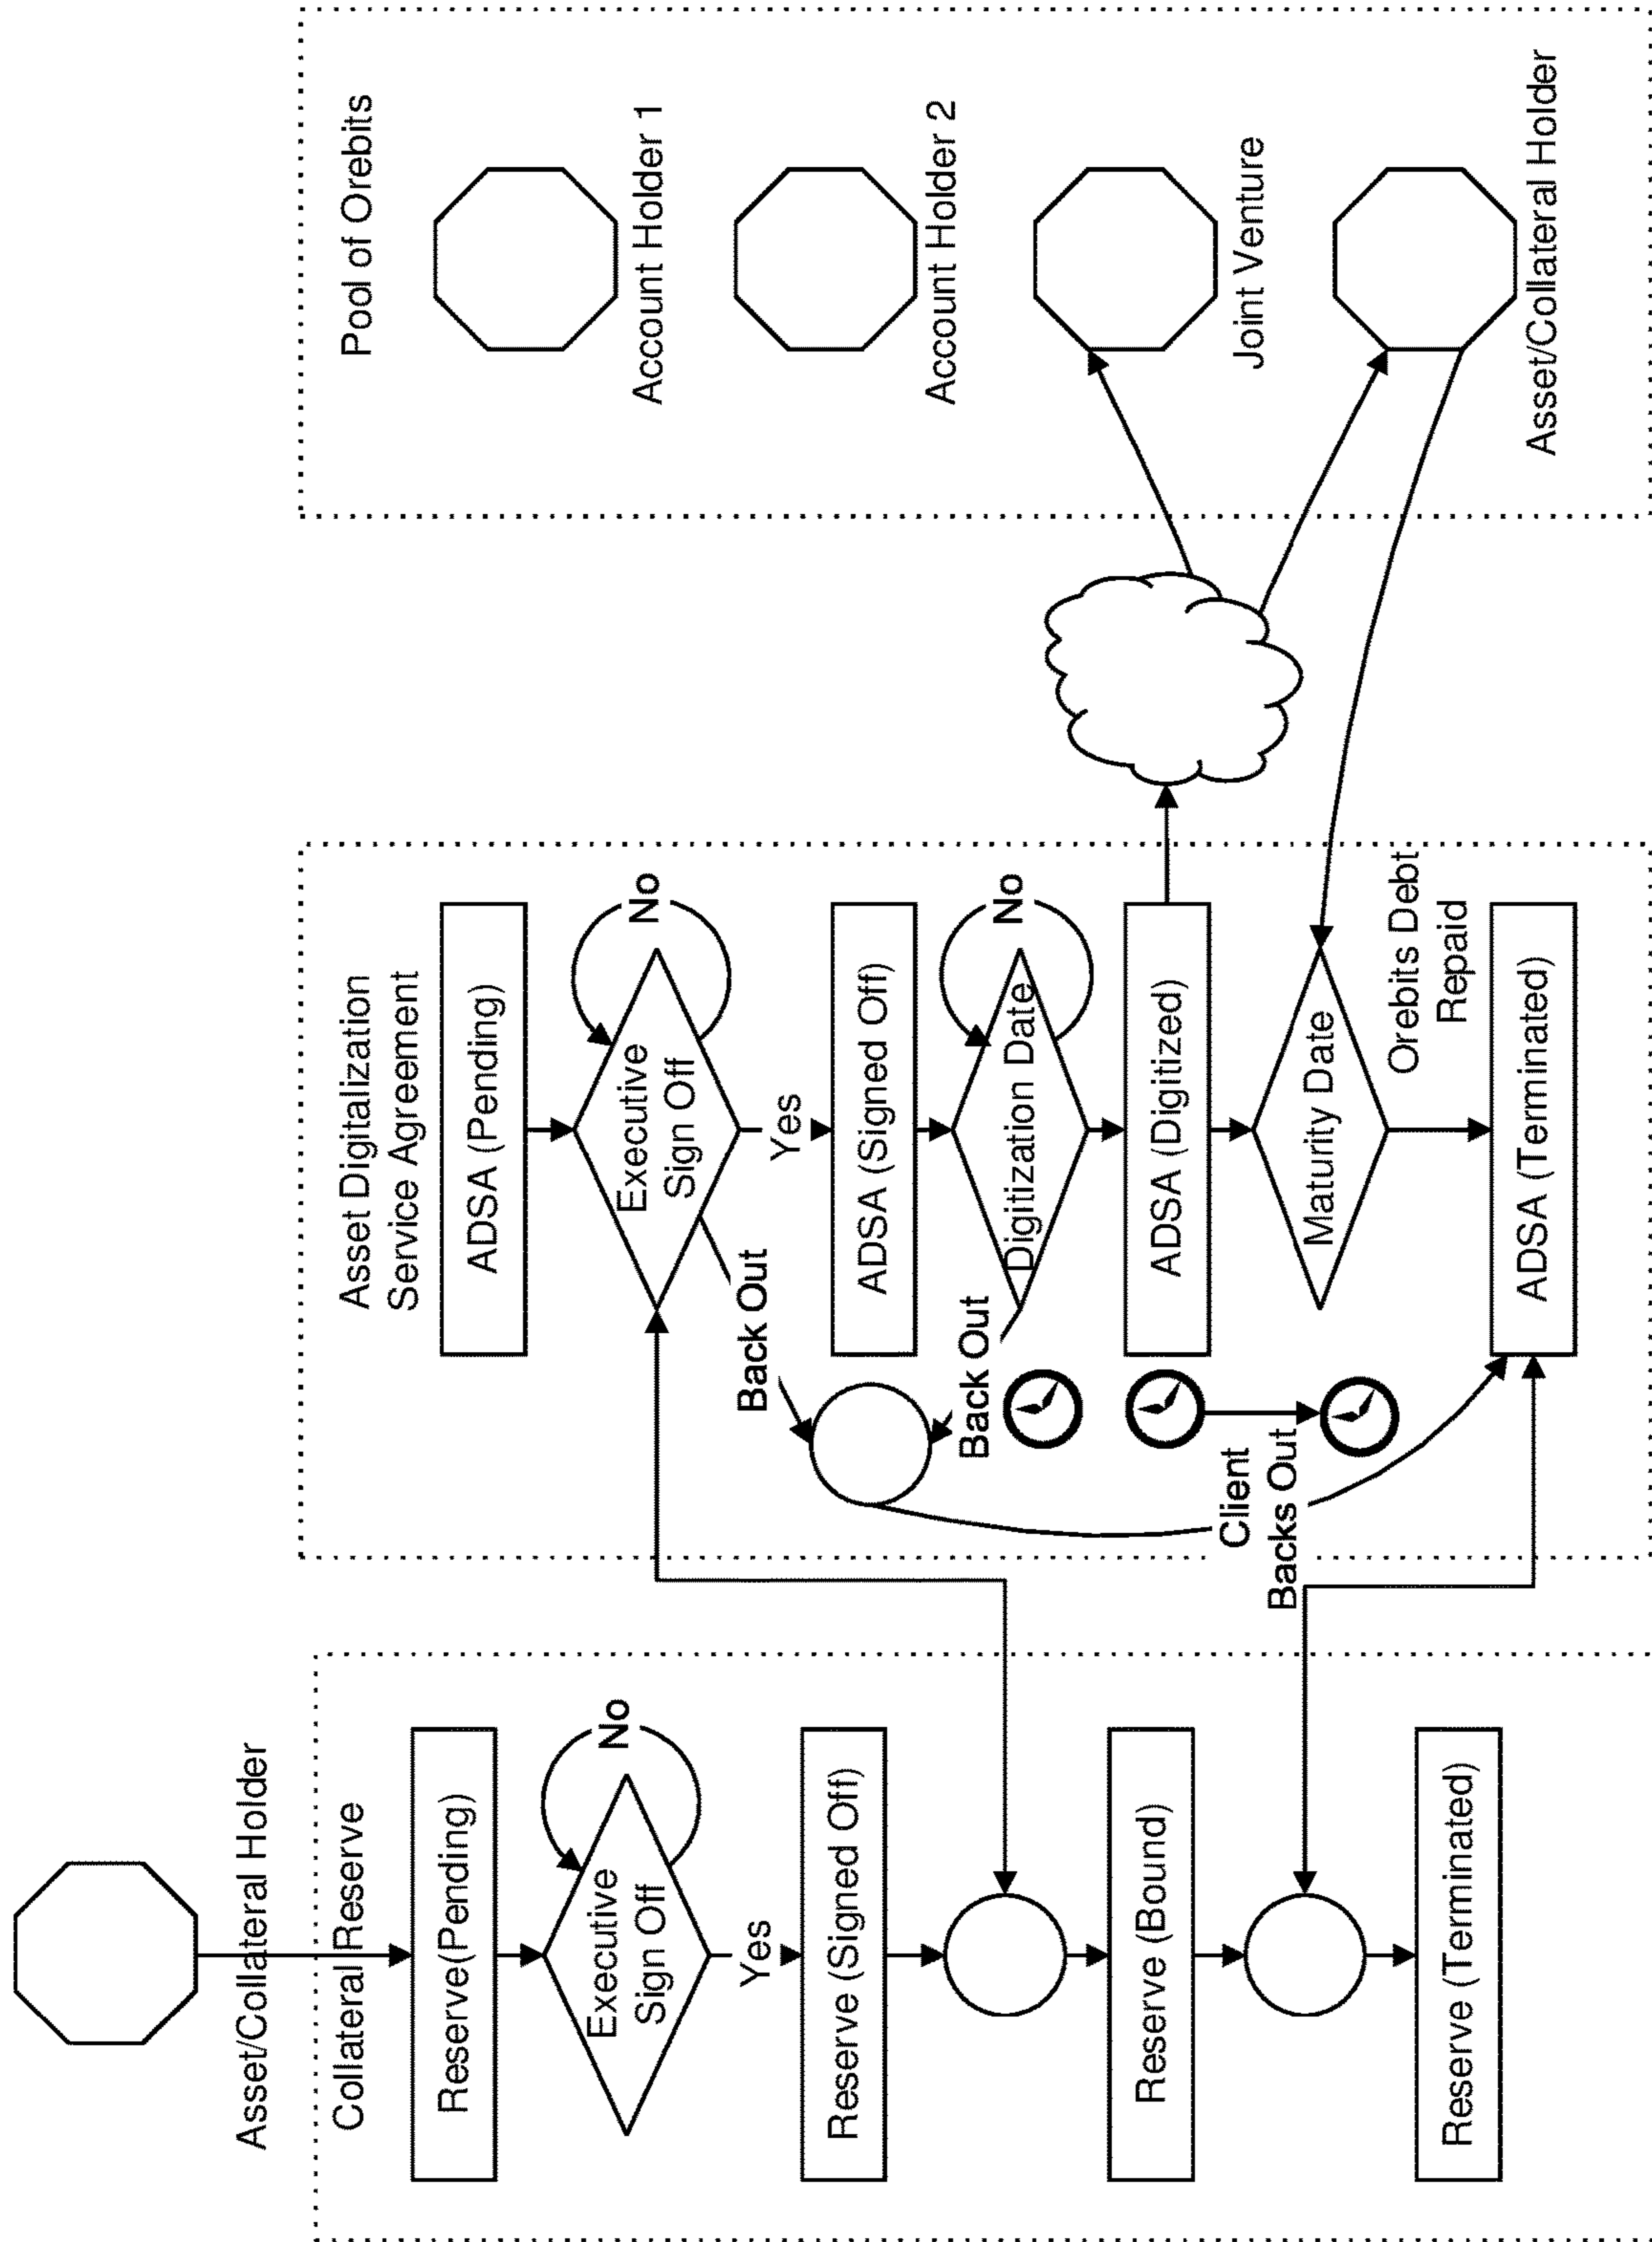 Asset/Collateral Holder
Collateral Reserve
Reserve(Pending)
Executive
Sign Off
No
Yes
Reserve (Signed Off)
Reserve (Bound)
Reserve (Terminated)
Asset Digitalization
Service Agreement
ADSA (Pending)
Executive
Sign Off
No
Back Out
Yes
ADSA (Signed Off)
Digitization Date
No
Back Out
ADSA (Digitized)
Client
Backs Out
Maturity Date
Orebits Debt
Repaid
ADSA (Terminated)
Pool of Orebits
Account Holder 1
Account Holder 2
Joint Venture
Asset/Collateral Holder